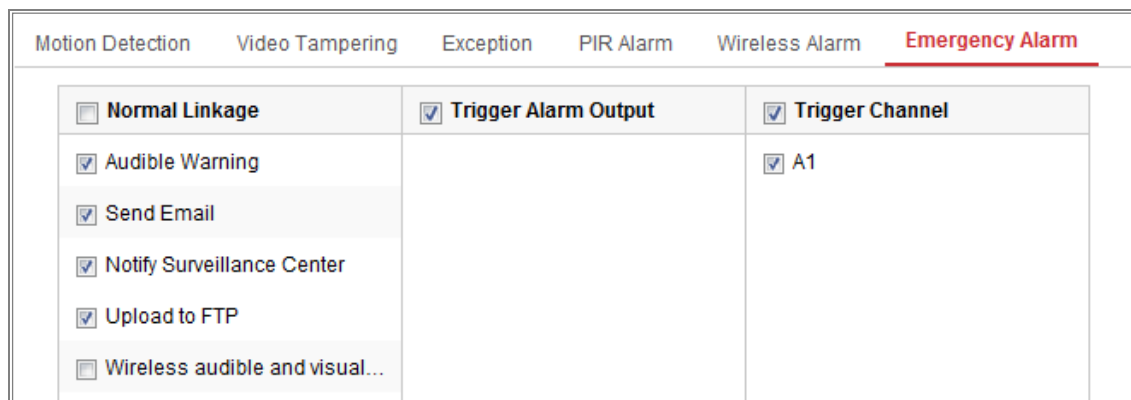 Motion Detection Video Tampering Exception PIR Alarm Wireless Alarm Emergency Alarm
Normal Linkage Trigger Alarm Output Trigger Channel
Audible Warning A1
Send Email
Notify Surveillance Center
Upload to FTP
Wireless audible and visual...